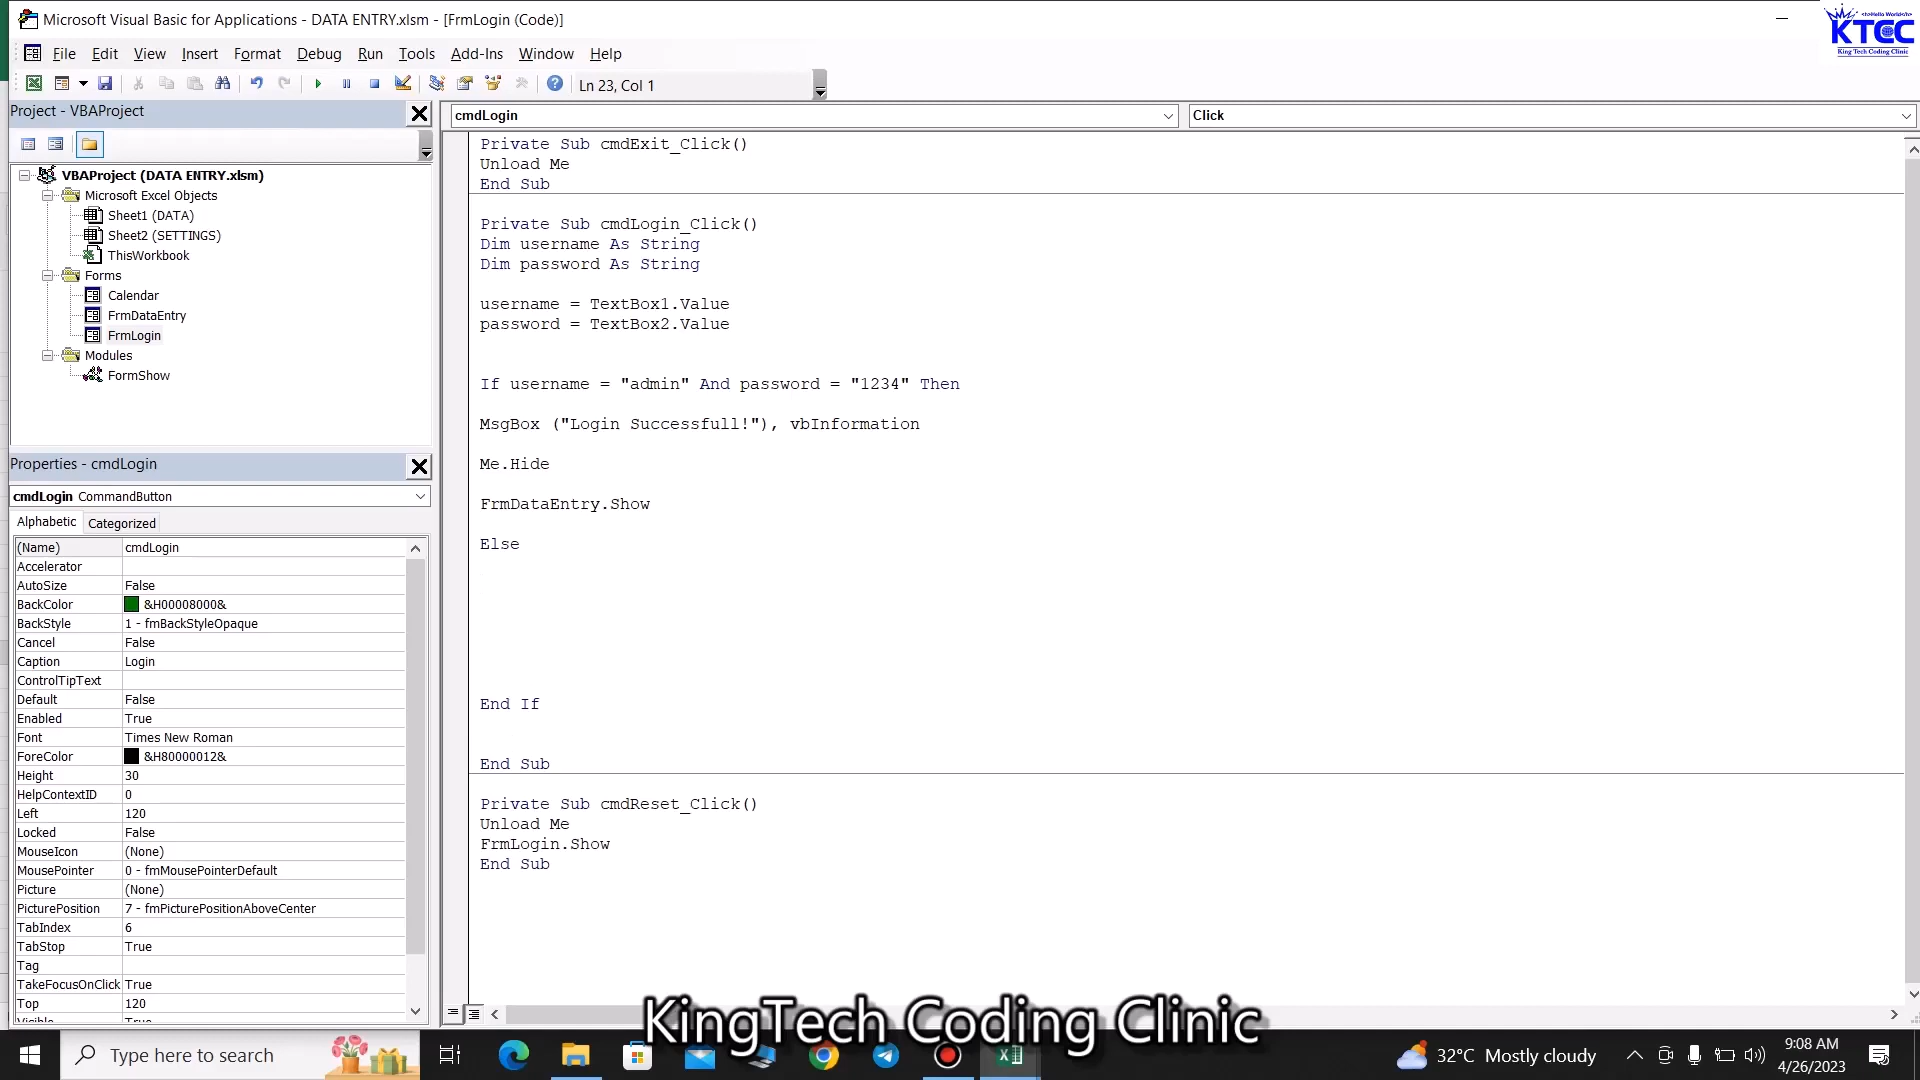 Microsoft Visual Basic for Applications - DATA ENTRY.xlsm - [FrmLogin (Code)]
KTCC
King Tech Coding Clinic
File Edit View Insert Format Debug Run Tools Add-Ins Window Help
Ln 23, Col 1
Project - VBAProject
VBAProject (DATA ENTRY.xlsm)
Microsoft Excel Objects
Sheet1 (DATA)
Sheet2 (SETTINGS)
ThisWorkbook
Forms
Calendar
FrmDataEntry
FrmLogin
Modules
FormShow
Properties - cmdLogin
cmdLogin CommandButton
Alphabetic Categorized
(Name) cmdLogin
Accelerator
AutoSize False
BackColor &H00008000&
BackStyle 1 - fmBackStyleOpaque
Cancel False
Caption Login
ControlTipText
Default False
Enabled True
Font Times New Roman
ForeColor &H80000012&
Height 30
HelpContextID 0
Left 120
Locked False
MouseIcon (None)
MousePointer 0 - fmMousePointerDefault
Picture (None)
PicturePosition 7 - fmPicturePositionAboveCenter
TabIndex 6
TabStop True
Tag
TakeFocusOnClick True
Top 120
cmdLogin Click
Private Sub cmdExit_Click()
Unload Me
End Sub
Private Sub cmdLogin_Click()
Dim username As String
Dim password As String
username = TextBox1.Value
password = TextBox2.Value
If username = "admin" And password = "1234" Then
MsgBox ("Login Successfull!"), vbInformation
Me.Hide
FrmDataEntry.Show
Else
End If
End Sub
Private Sub cmdReset_Click()
Unload Me
FrmLogin.Show
End Sub
KingTech Coding Clinic
Type here to search
32°C Mostly cloudy
9:08 AM
4/26/2023